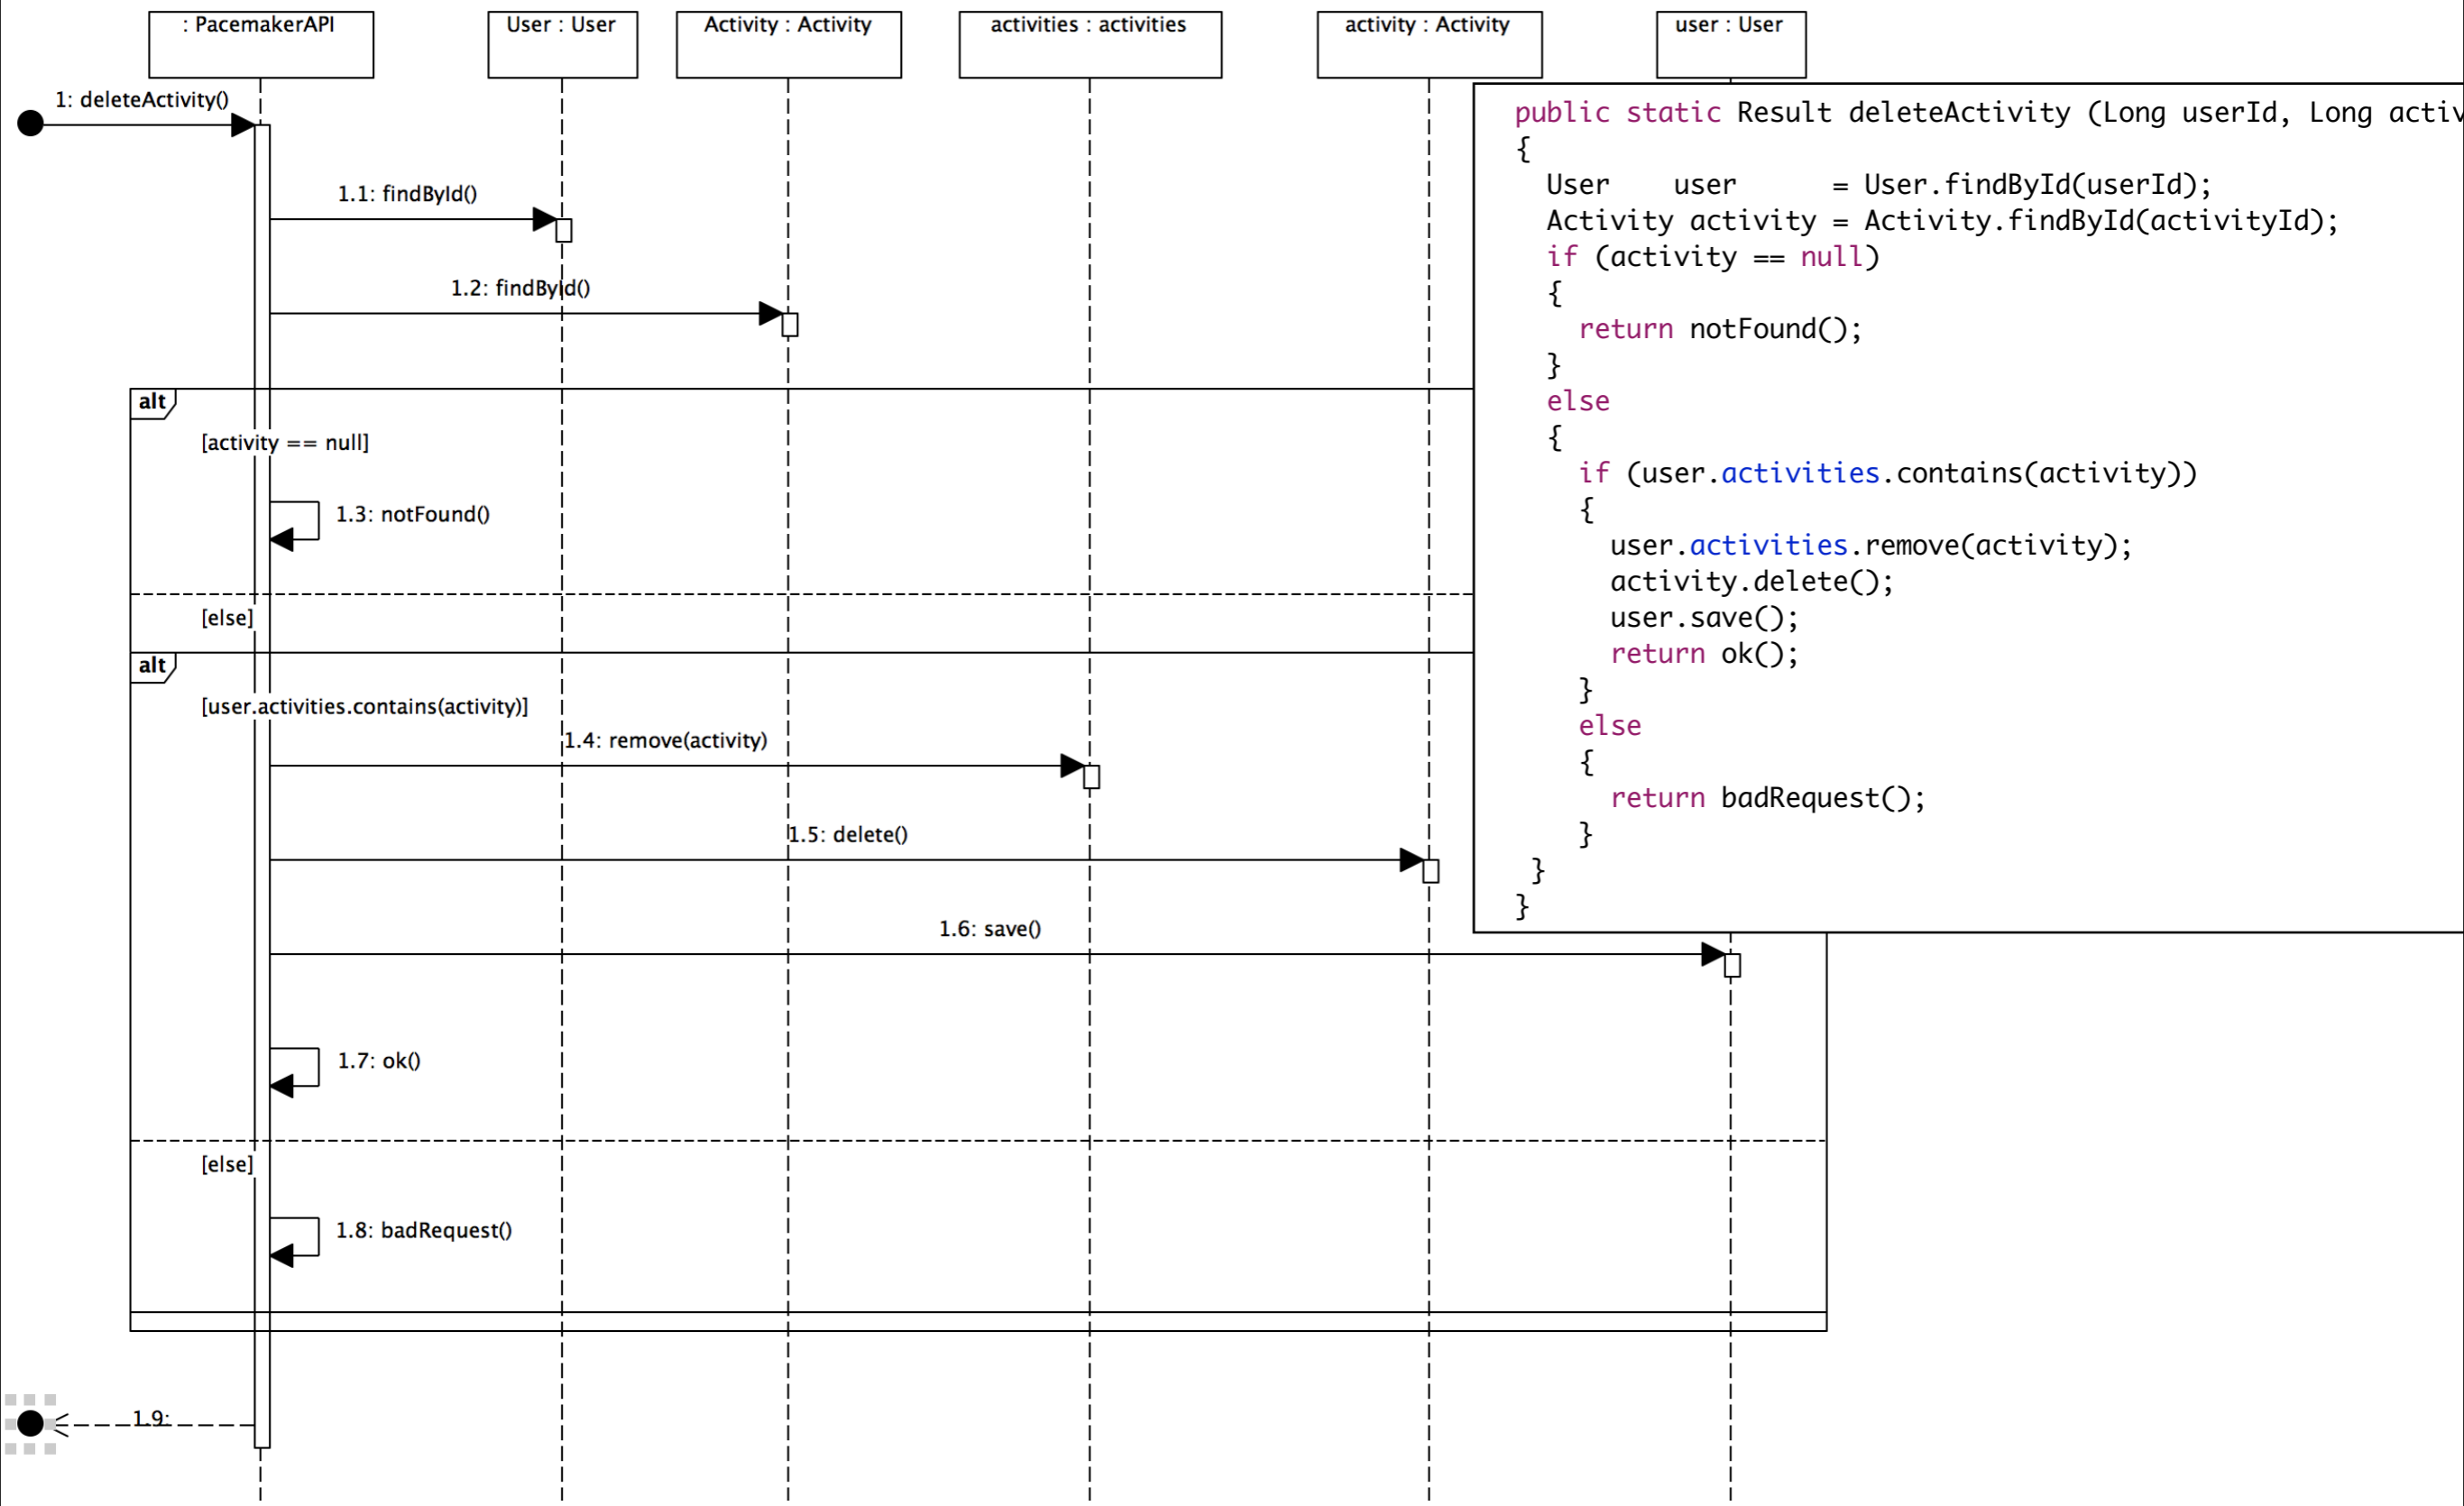 : PacemakerAPI
User : User
Activity : Activity
activities : activities
activity : Activity
user : User
1: deleteActivity()
1.1: findById()
1.2: findById()
alt
[activity == null]
1.3: notFound()
[else]
alt
[user.activities.contains(activity)]
1.4: remove(activity)
1.5: delete()
1.6: save()
1.7: ok()
[else]
1.8: badRequest()
1.9:
public static Result deleteActivity (Long userId, Long activ
{
User user = User.findById(userId);
Activity activity = Activity.findById(activityId);
if (activity == null)
{
return notFound();
}
else
{
if (user.activities.contains(activity))
{
user.activities.remove(activity);
activity.delete();
user.save();
return ok();
}
else
{
return badRequest();
}
}
}